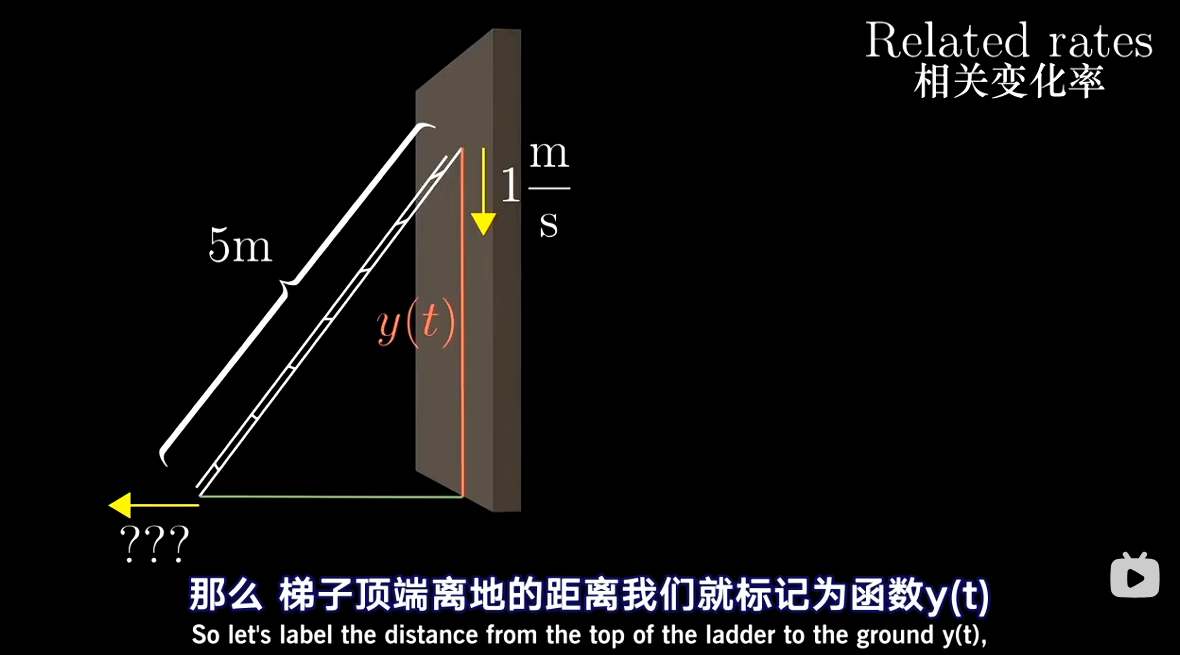 Related rates
相关变化率
1 m/s
5m
y(t)
???
那么 梯子顶端离地的距离我们就标记为函数y(t)
So let's label the distance from the top of the ladder to the ground y(t),